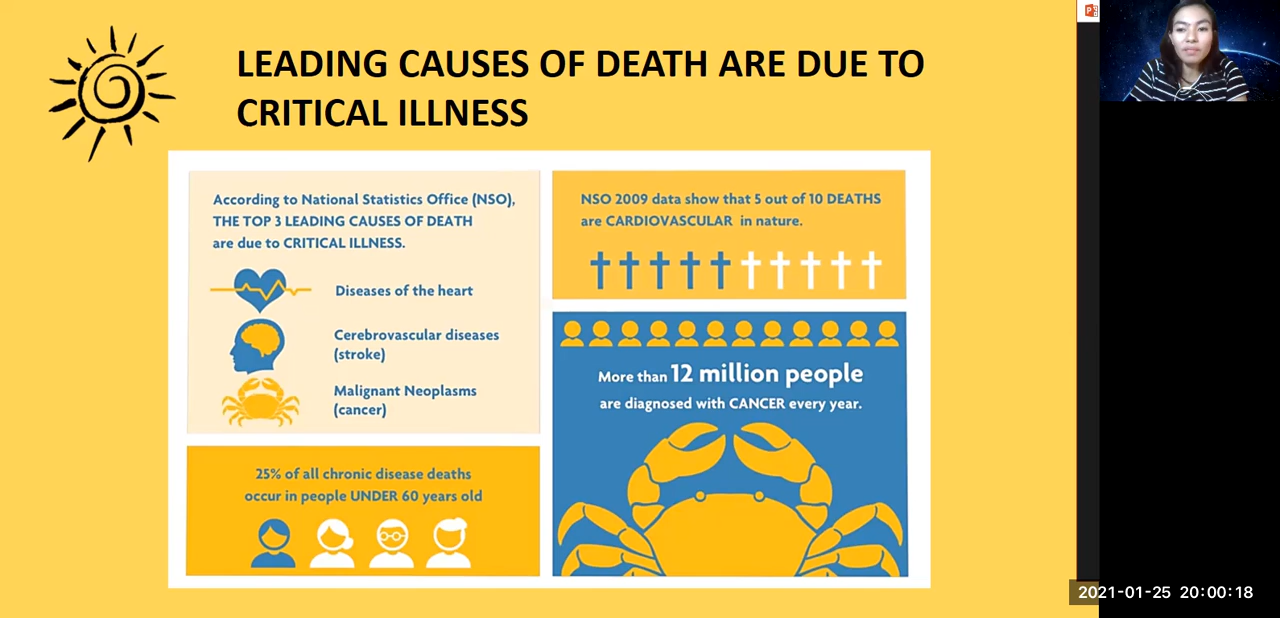 LEADING CAUSES OF DEATH ARE DUE TO
CRITICAL ILLNESS
According to National Statistics Office (NSO),
THE TOP 3 LEADING CAUSES OF DEATH
are due to CRITICAL ILLNESS.
Diseases of the heart
Cerebrovascular diseases
(stroke)
Malignant Neoplasms
(cancer)
25% of all chronic disease deaths
occur in people UNDER 60 years old
NSO 2009 data show that 5 out of 10 DEATHS
are CARDIOVASCULAR in nature.
More than 12 million people
are diagnosed with CANCER every year.
2021-01-25 20:00:18